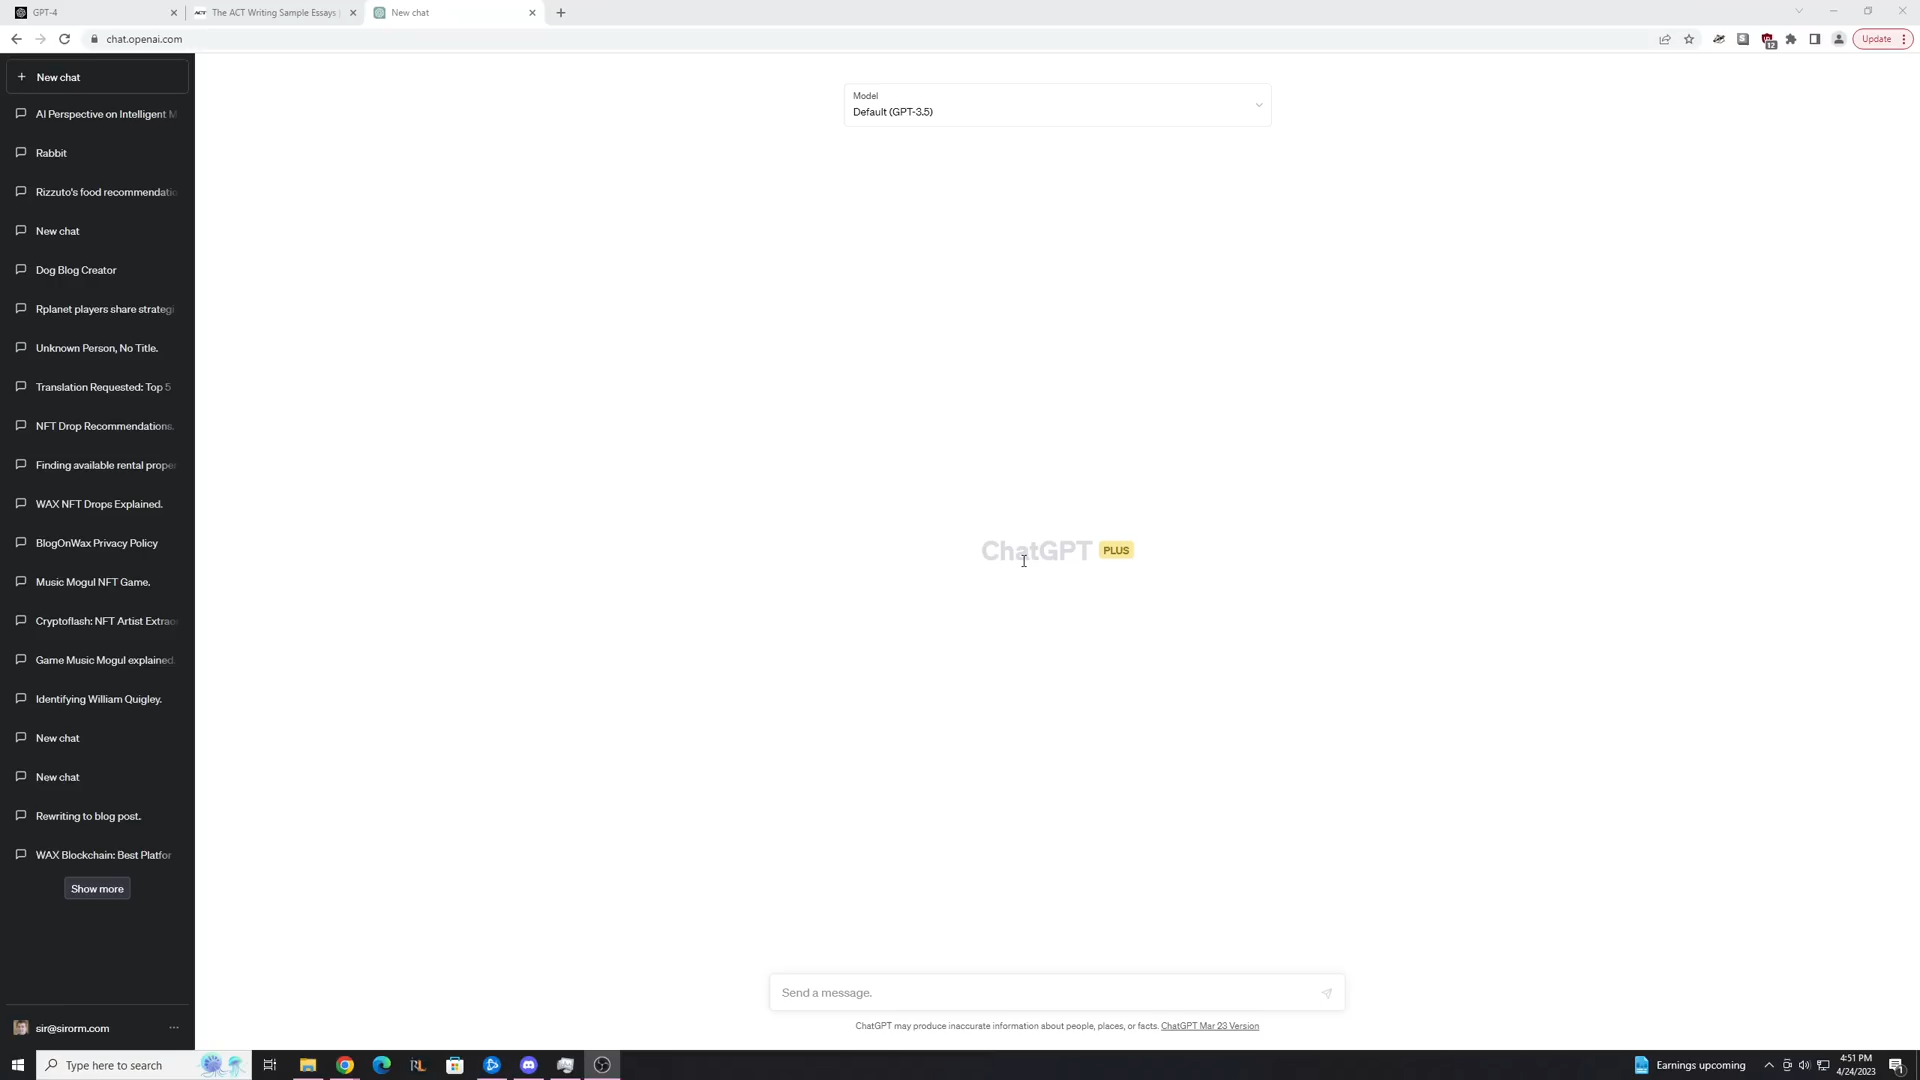 GPT-4
The ACT Writing Sample Essays |
New chat
chat.openai.com
12
Update
New chat
AI Perspective on Intelligent M
Rabbit
Rizzuto's food recommendatio
New chat
Dog Blog Creator
Rplanet players share strategi
Unknown Person, No Title.
Translation Requested: Top 5
NFT Drop Recommendations.
Finding available rental prope
WAX NFT Drops Explained.
BlogOnWax Privacy Policy
Music Mogul NFT Game.
Cryptoflash: NFT Artist Extrao
Game Music Mogul explained.
Identifying William Quigley.
New chat
New chat
Rewriting to blog post.
WAX Blockchain: Best Platfor
Show more
sir@sirorm.com
Model
Default (GPT-3.5)
ChatGPT PLUS
Send a message.
ChatGPT may produce inaccurate information about people, places, or facts. ChatGPT Mar 23 Version
Type here to search
Earnings upcoming
4:51 PM
4/24/2023